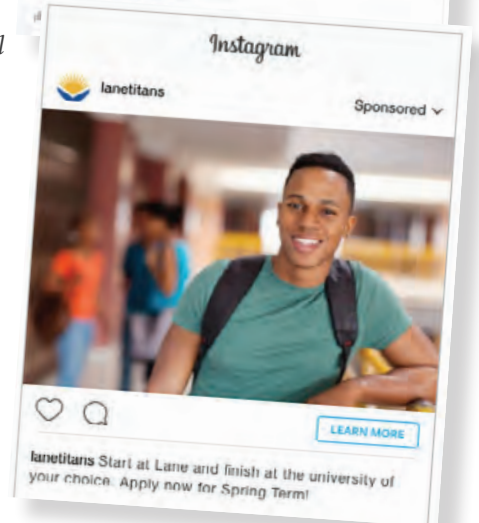 Instagram
lanetitans
Sponsored
LEARN MORE
lanetitans Start at Lane and finish at the university of
your choice. Apply now for Spring Term!